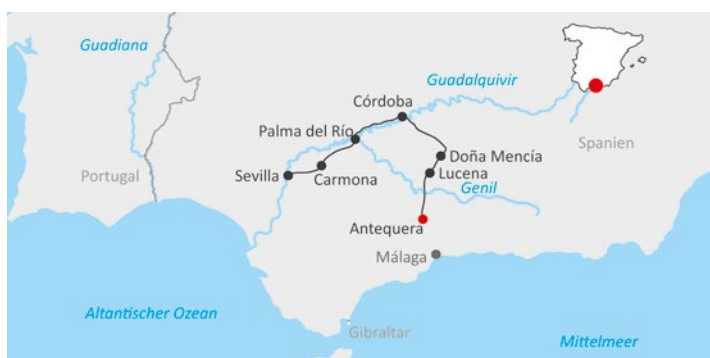 Guadiana
Guadalquivir
Córdoba
Palma del Río
Spanien
Doña Mencía
Portugal
Sevilla
Carmona
Lucena
Genil
Antequera
Málaga
Altantischer Ozean
Gibraltar
Mittelmeer